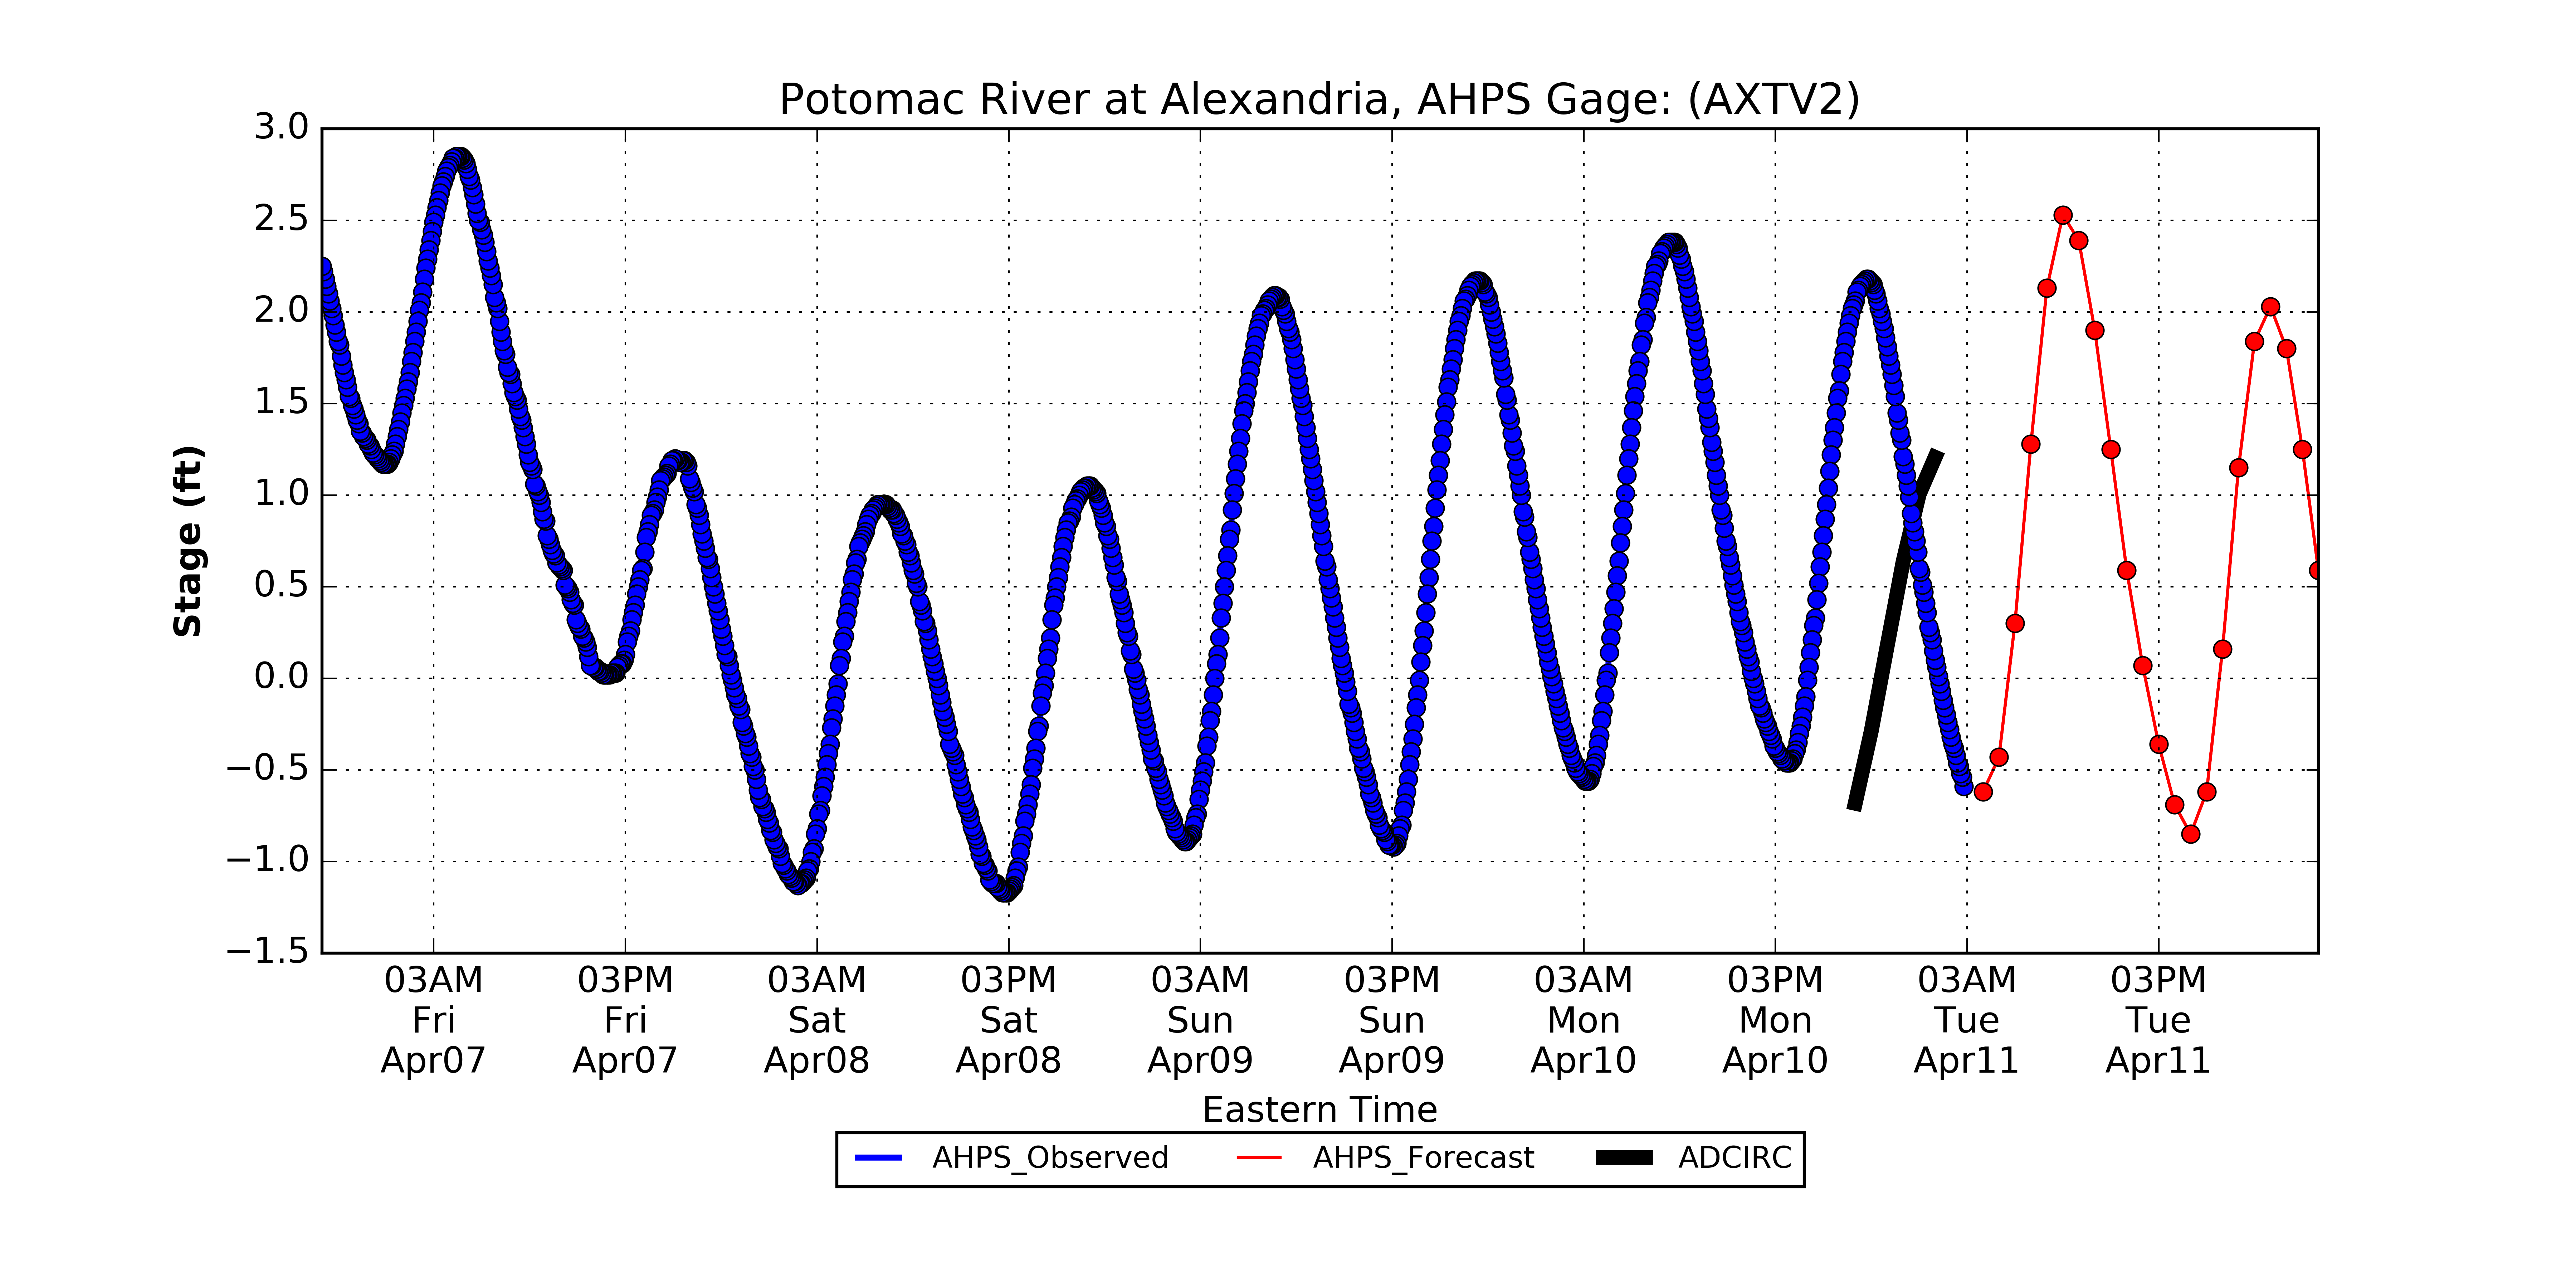 Potomac River at Alexandria, AHPS Gage: (AXTV2)
3.0
2.5
2.0
1.5
1.0
0.5
0.0
−0.5
−1.0
−1.5
Stage (ft)
03AM 03PM 03AM 03PM 03AM 03PM 03AM 03PM 03AM 03PM
Fri Fri Sat Sat Sun Sun Mon Mon Tue Tue
Apr07 Apr07 Apr08 Apr08 Apr09 Apr09 Apr10 Apr10 Apr11 Apr11
Eastern Time
AHPS_Observed AHPS_Forecast ADCIRC